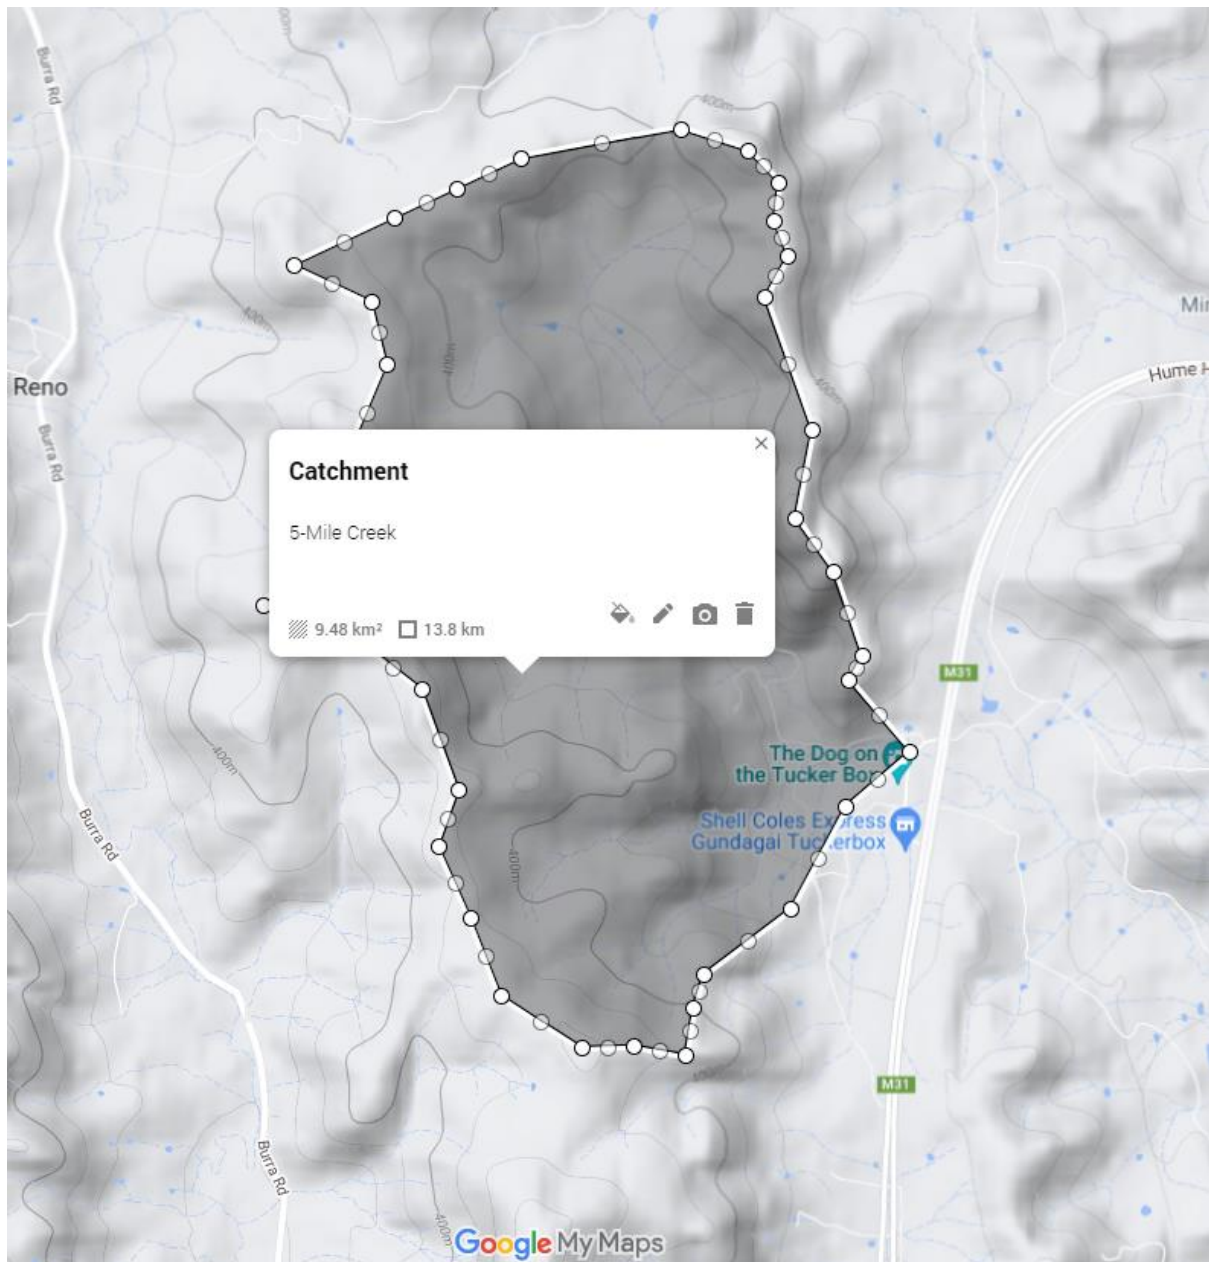 Burra Rd
400m
400m
Min
400m
400m
400m
Hume H
Reno
Burra Rd
Catchment
5-Mile Creek
9.48 km²
13.8 km
M31
400m
The Dog on
the Tucker Box
Shell Coles Express
Gundagai Tuckerbox
Burra Rd
400m
M31
Burra Rd
400m
Google My Maps